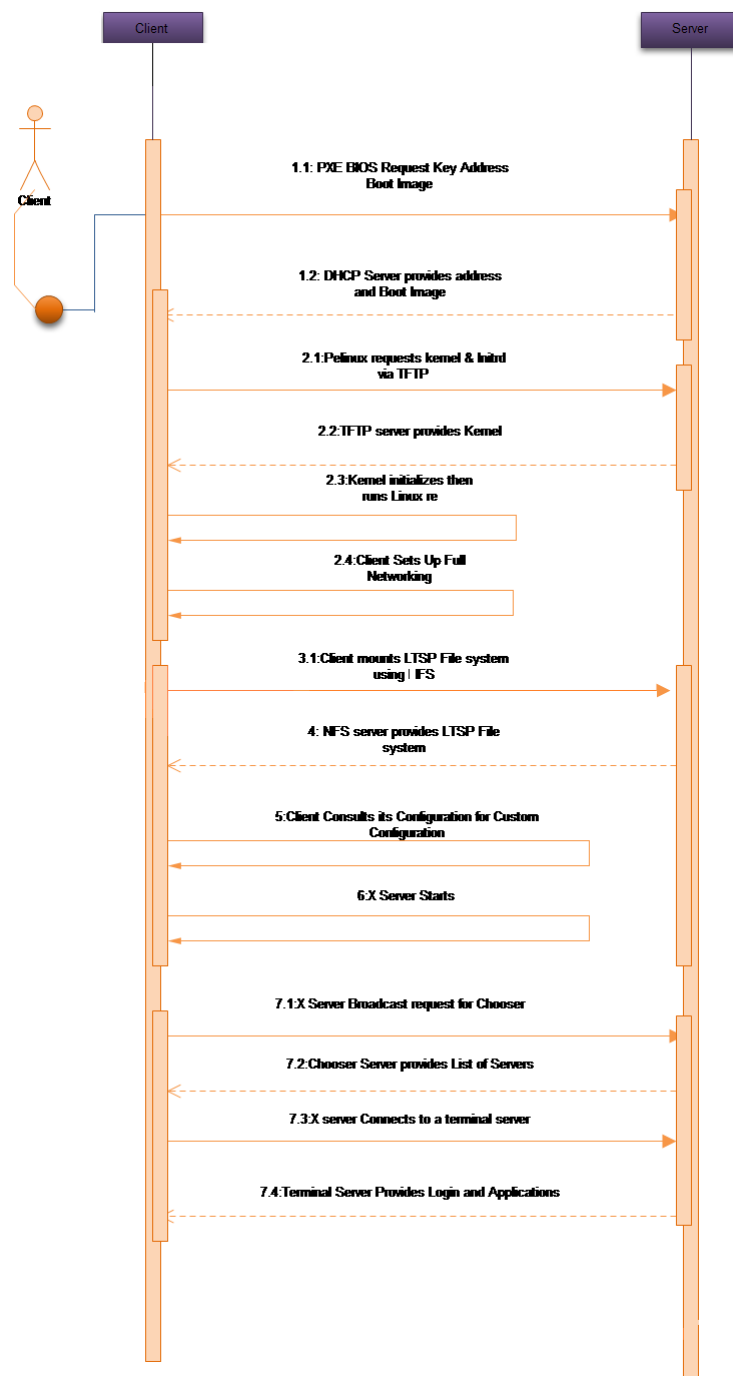 Client
Server
Client
1.1: PXE BIOS Request Key Address
Boot Image
1.2: DHCP Server provides address
and Boot Image
2.1:Pelinux requests kernel & Initrd
via TFTP
2.2:TFTP server provides Kernel
2.3:Kernel initializes then
runs Linux re
2.4:Client Sets Up Full
Networking
3.1:Client mounts LTSP File system
using
4: NFS server provides LTSP File
system
5:Client Consults its Configuration for Custom
Configuration
6:X Server Starts
7.1:X Server Broadcast request for Chooser
7.2:Chooser Server provides List of Servers
7.3:X server Connects to a terminal server
7.4:Terminal Server Provides Login and Applications